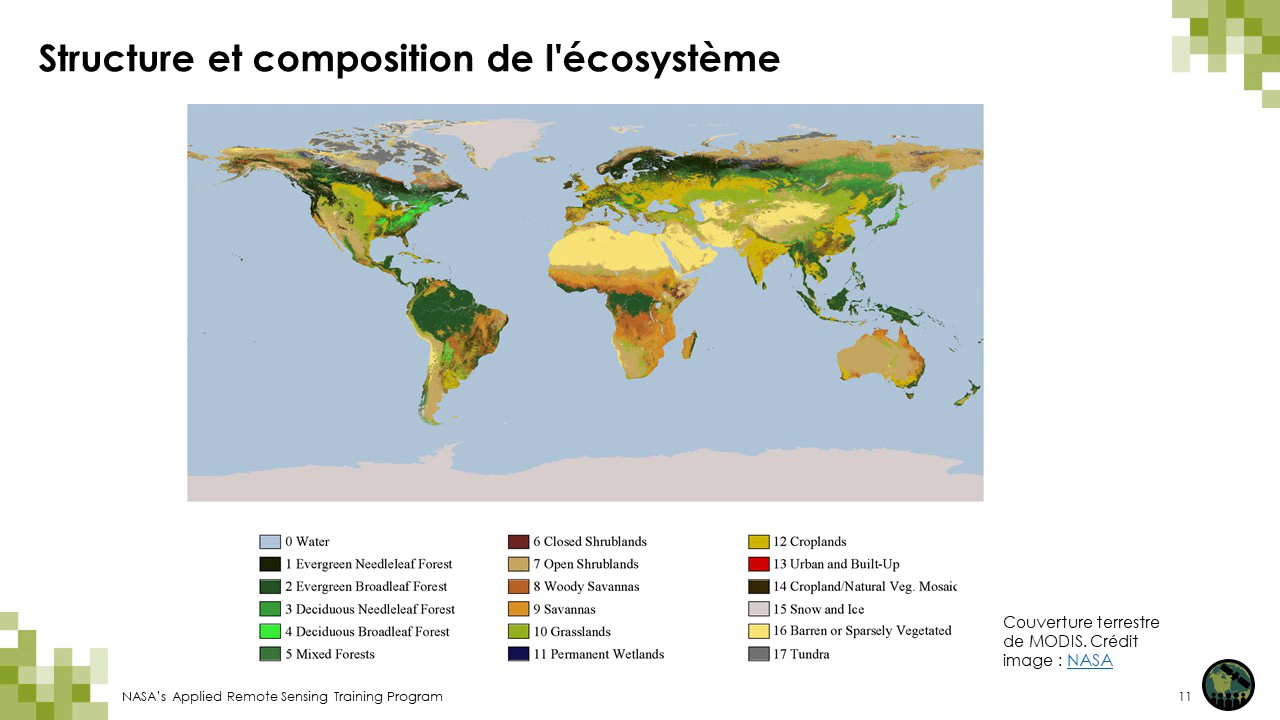 Structure et composition de l'écosystème
0 Water
1 Evergreen Needleleaf Forest
2 Evergreen Broadleaf Forest
3 Deciduous Needleleaf Forest
4 Deciduous Broadleaf Forest
5 Mixed Forests
6 Closed Shrublands
7 Open Shrublands
8 Woody Savannas
9 Savannas
10 Grasslands
11 Permanent Wetlands
12 Croplands
13 Urban and Built-Up
14 Cropland/Natural Veg. Mosaic
15 Snow and Ice
16 Barren or Sparsely Vegetated
17 Tundra
Couverture terrestre
de MODIS. Crédit
image : NASA
NASA's Applied Remote Sensing Training Program
11